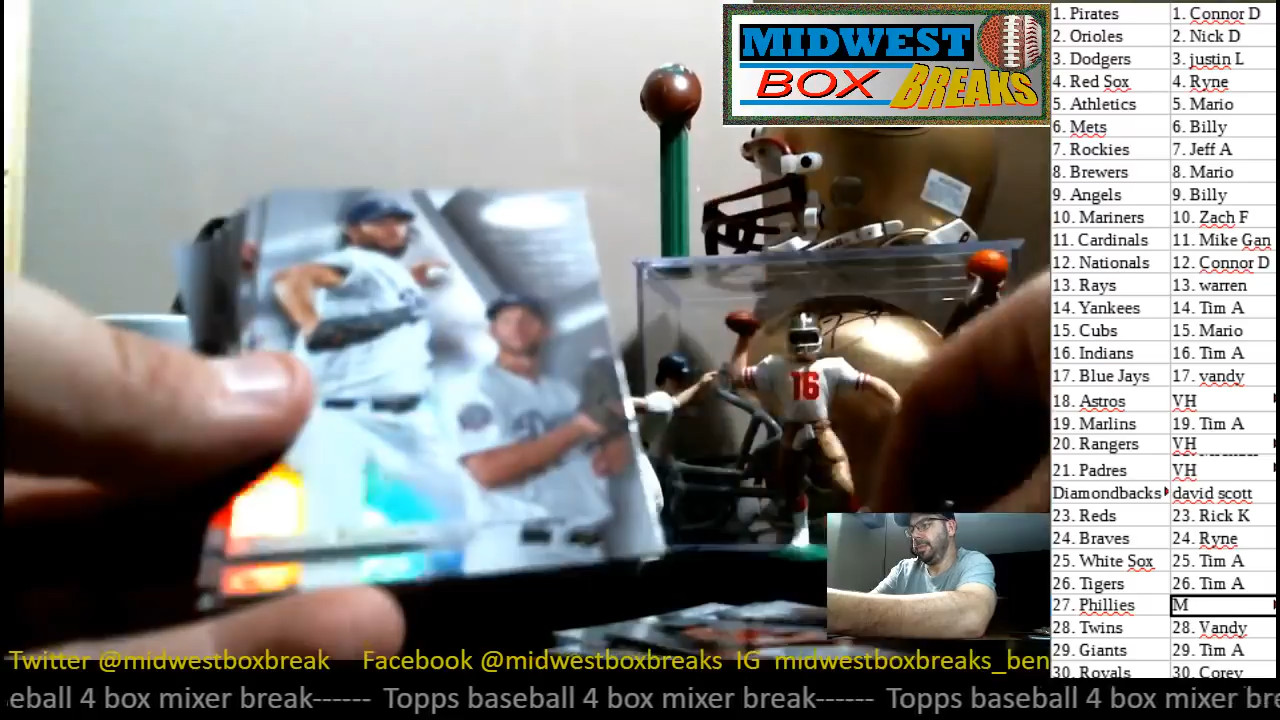 MIDWEST
BOX BREAKS
1. Pirates 1. Connor D
2. Orioles 2. Nick D
3. Dodgers 3. justin L
4. Red Sox 4. Ryne
5. Athletics 5. Mario
6. Mets 6. Billy
7. Rockies 7. Jeff A
8. Brewers 8. Mario
9. Angels 9. Billy
10. Mariners 10. Zach F
11. Cardinals 11. Mike Gan
12. Nationals 12. Connor D
13. Rays 13. warren
14. Yankees 14. Tim A
15. Cubs 15. Mario
16. Indians 16. Tim A
17. Blue Jays 17. vandy
18. Astros VH
19. Marlins 19. Tim A
20. Rangers VH
21. Padres VH
Diamondbacks david scott
23. Reds 23. Rick K
24. Braves 24. Ryne
25. White Sox 25. Tim A
26. Tigers 26. Tim A
27. Phillies M
28. Twins 28. Vandy
29. Giants 29. Tim A
30. Royals 30. Corey
16
Twitter @midwestboxbreak Facebook @midwestboxbreaks IG midwestboxbreaks_ben
eball 4 box mixer break------ Topps baseball 4 box mixer break------ Topps baseball 4 box mixer bre